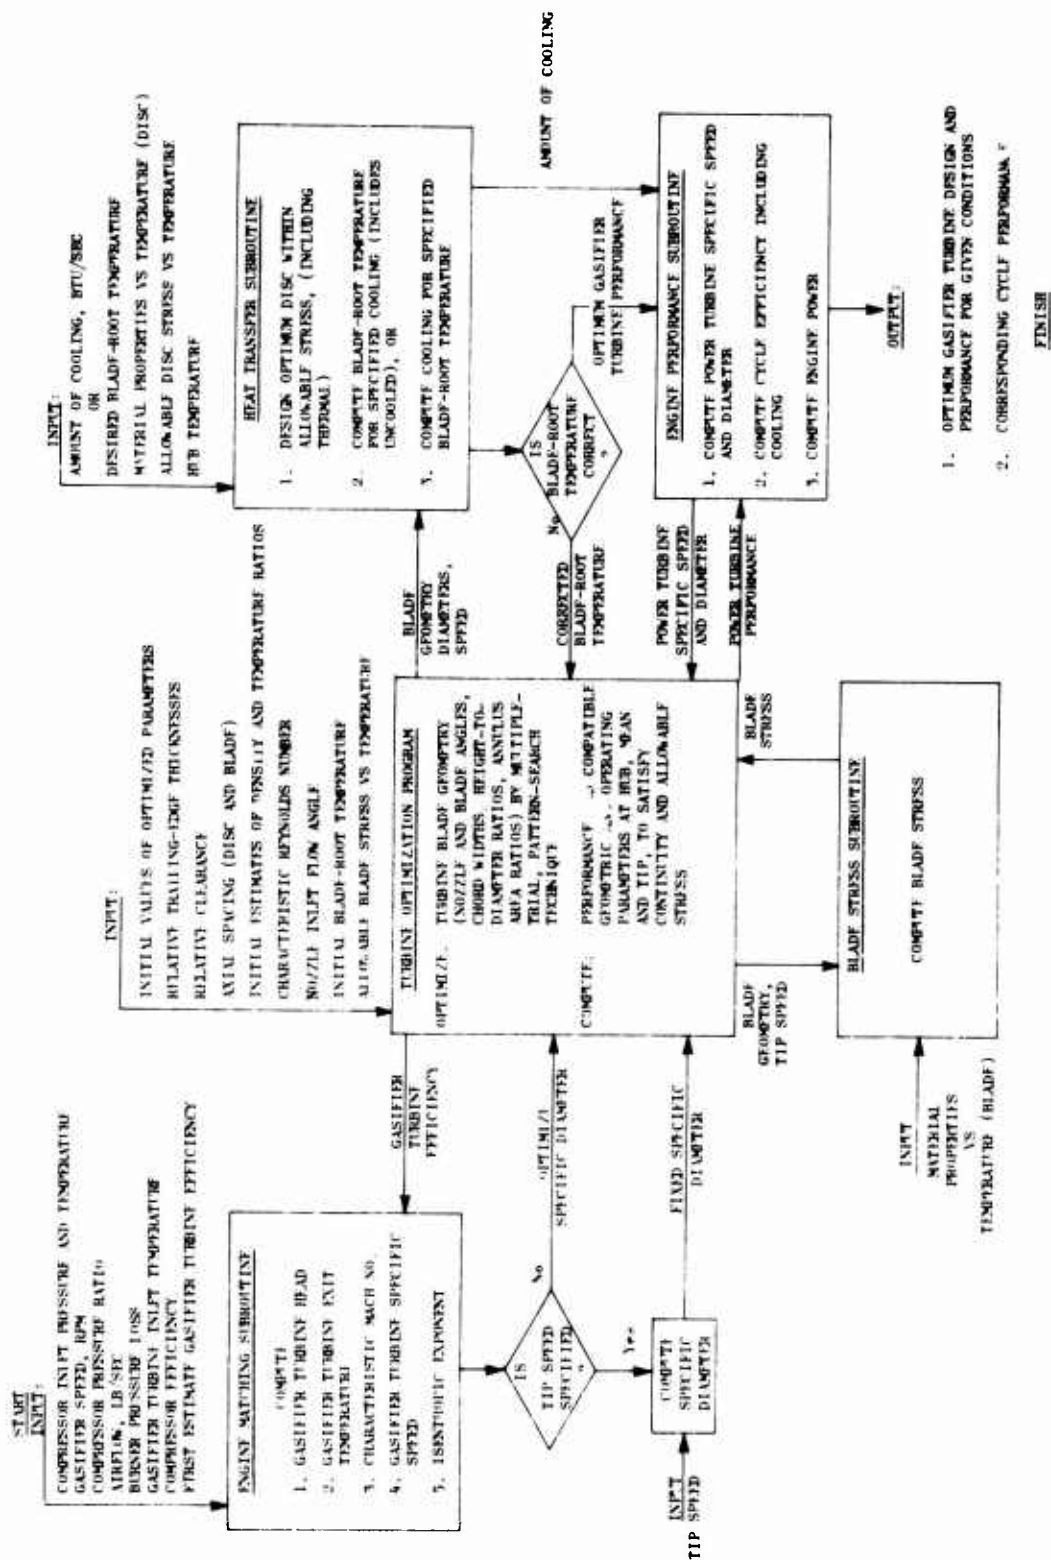 START
INPUT:
COMPRESSOR INLET PRESSURE AND TEMPERATURE
GASIFIER SPEED, RPM
COMPRESSOR PRESSURE RATIO
AIRFLOW, LB/SEC
BURNER PRESSURE LOSS
GASIFIER TURBINE INLET TEMPERATURE
COMPRESSOR EFFICIENCY
FIRST ESTIMATE GASIFIER TURBINE EFFICIENCY
ENGINE MATCHING SUBROUTINE
COMPUTE
1. GASIFIER TURBINE HEAD
2. GASIFIER TURBINE EXIT
TEMPERATURE
3. CHARACTERISTIC MACH NO.
4. GASIFIER TURBINE SPECIFIC
SPEED
5. ISENTROPIC EXPONENT
GASIFIER
TURBINE
EFFICIENCY
IS
TIP SPEED
SPECIFIED
?
No
Yes
OPTIMIZE
SPECIFIC DIAMETER
INPUT
TIP SPEED
COMPUTE
SPECIFIC
DIAMETER
FIXED SPECIFIC
DIAMETER
INPUT:
INITIAL VALUES OF OPTIMIZED PARAMETERS
RELATIVE TRAILING-EDGE THICKNESSES
RELATIVE CLEARANCE
AXIAL SPACING (DISC AND BLADE)
INITIAL ESTIMATES OF DENSITY AND TEMPERATURE RATIOS
CHARACTERISTIC REYNOLDS NUMBER
NOZZLE INLET FLOW ANGLE
INITIAL BLADE-ROOT TEMPERATURE
ALLOWABLE BLADE STRESS VS TEMPERATURE
TURBINE OPTIMIZATION PROGRAM
OPTIMIZE: TURBINE BLADE GEOMETRY
(NOZZLE AND BLADE ANGLES,
CHORD WIDTHS, HEIGHT-TO-
DIAMETER RATIOS, ANNULUS
AREA RATIOS) BY MULTIPLE-
TRIAL, PATTERN-SEARCH
TECHNIQUE
COMPUTE: PERFORMANCE COMPATIBLE
GEOMETRIC OPERATING
PARAMETERS AT HUB, MEAN
AND TIP, TO SATISFY
CONTINUITY AND ALLOWABLE
STRESS
BLADE
GEOMETRY,
TIP SPEED
BLADE
STRESS
INPUT
MATERIAL
PROPERTIES
VS
TEMPERATURE (BLADE)
BLADE STRESS SUBROUTINE
COMPUTE BLADE STRESS
INPUT:
AMOUNT OF COOLING, BTU/SEC
OR
DESIRED BLADE-ROOT TEMPERATURE
MATERIAL PROPERTIES VS TEMPERATURE (DISC)
ALLOWABLE DISC STRESS VS TEMPERATURE
HUB TEMPERATURE
BLADE
GEOMETRY
DIAMETERS,
SPEED
HEAT TRANSFER SUBROUTINE
1. DESIGN OPTIMUM DISC WITHIN
ALLOWABLE STRESS, (INCLUDING
THERMAL)
2. COMPUTE BLADE-ROOT TEMPERATURE
FOR SPECIFIED COOLING (INCLUDES
UNCOOLED), OR
3. COMPUTE COOLING FOR SPECIFIED
BLADE-ROOT TEMPERATURE
AMOUNT OF COOLING
IS
BLADE-ROOT
TEMPERATURE
CORRECT
?
No
CORRECTED
BLADE-ROOT
TEMPERATURE
OPTIMUM GASIFIER
TURBINE PERFORMANCE
POWER TURBINE
SPECIFIC SPEED
AND DIAMETER
POWER TURBINE
PERFORMANCE
ENGINE PERFORMANCE SUBROUTINE
1. COMPUTE POWER TURBINE SPECIFIC SPEED
AND DIAMETER
2. COMPUTE CYCLE EFFICIENCY INCLUDING
COOLING
3. COMPUTE ENGINE POWER
OUTPUT:
1. OPTIMUM GASIFIER TURBINE DESIGN AND
PERFORMANCE FOR GIVEN CONDITIONS
2. CORRESPONDING CYCLE PERFORMANCE
FINISH